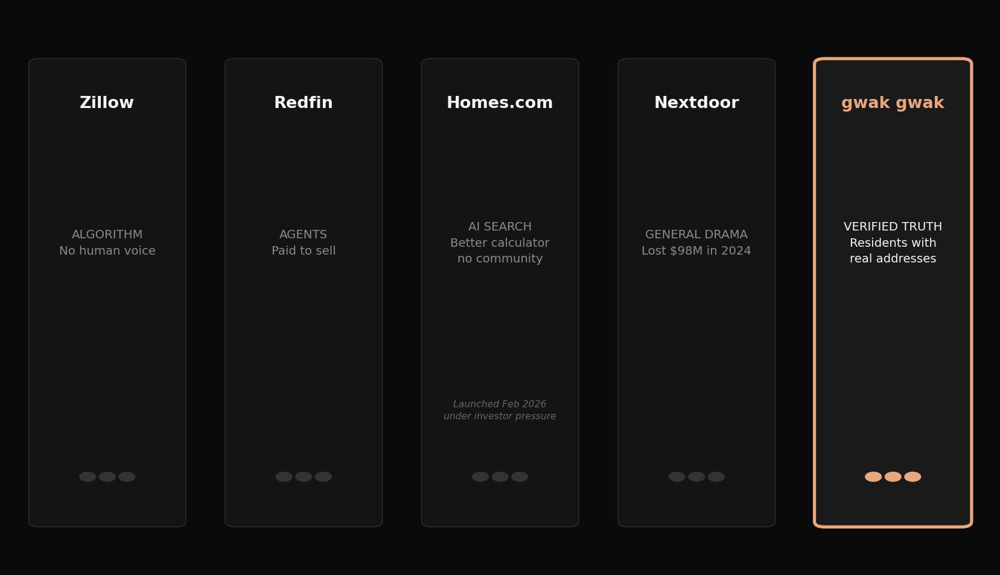 Zillow
ALGORITHM
No human voice
Redfin
AGENTS
Paid to sell
Homes.com
AI SEARCH
Better calculator
no community
Launched Feb 2026
under investor pressure
Nextdoor
GENERAL DRAMA
Lost $98M in 2024
gwak gwak
VERIFIED TRUTH
Residents with
real addresses